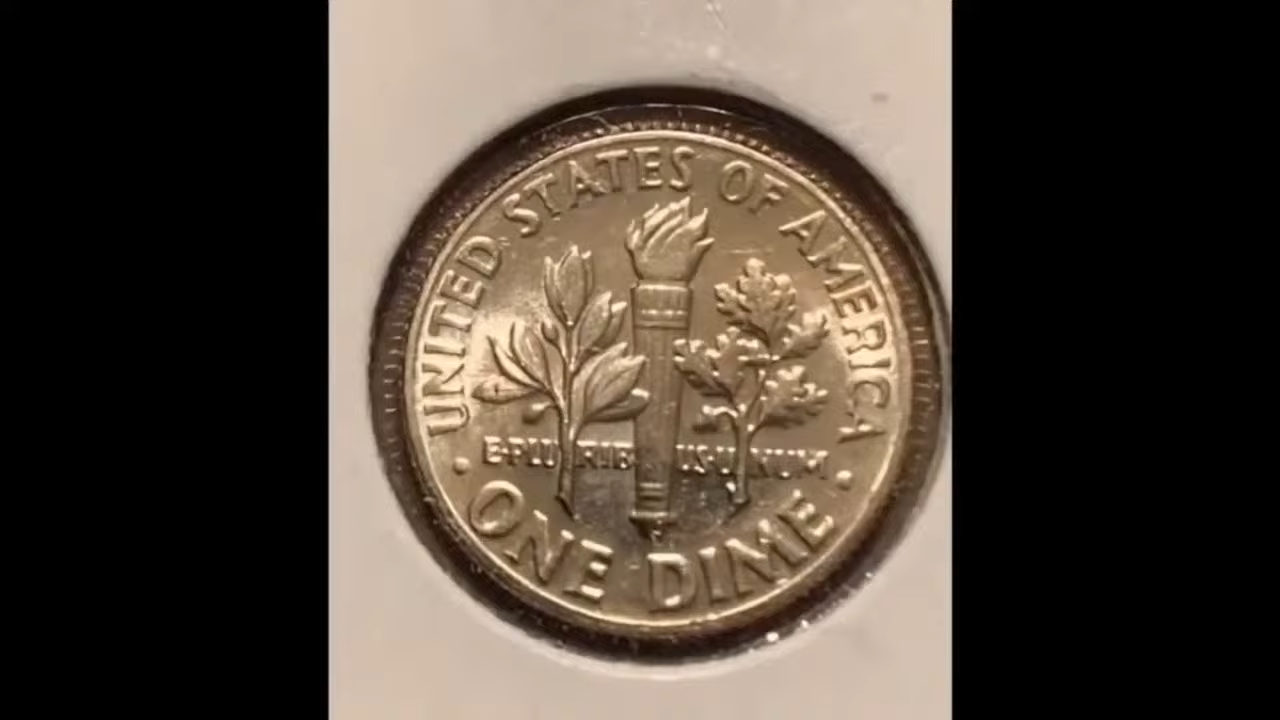 UNITED STATES OF AMERICA
E·PLURIBUS·UNUM
· ONE DIME ·